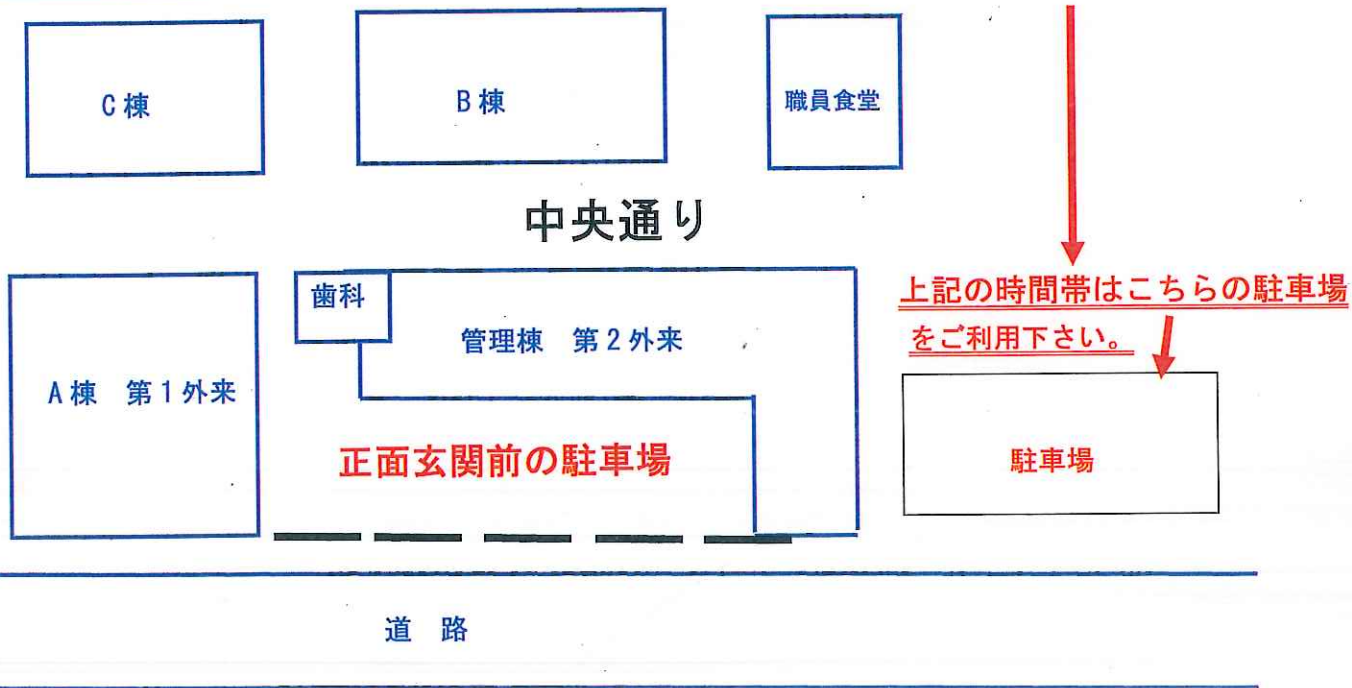 C棟
B棟
職員食堂
中央通り
歯科
管理棟 第2外来
A棟 第1外来
正面玄関前の駐車場
上記の時間帯はこちらの駐車場
をご利用下さい。
駐車場
道 路